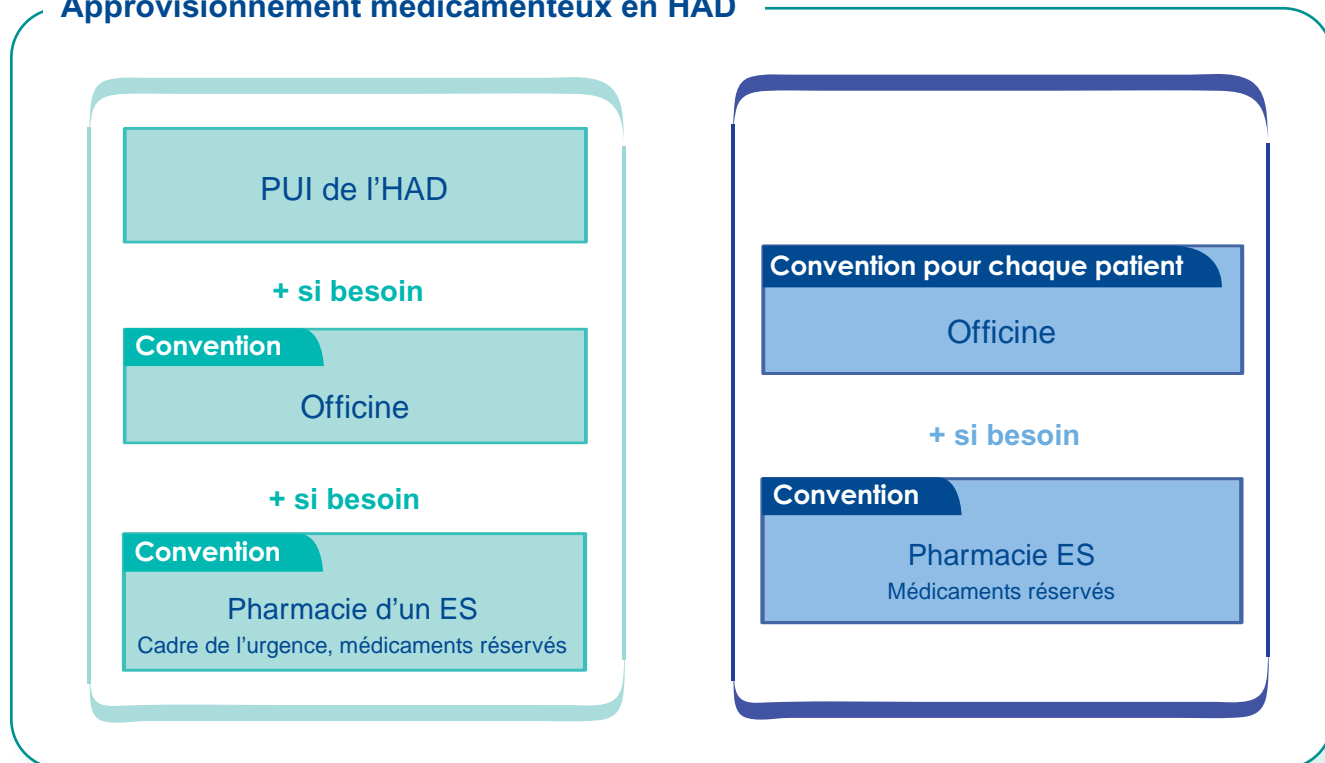 Approvisionnement médicamenteux en HAD
PUI de l’HAD
+ si besoin
Convention
Officine
+ si besoin
Convention
Pharmacie d’un ES
Cadre de l’urgence, médicaments réservés
Convention pour chaque patient
Officine
+ si besoin
Convention
Pharmacie ES
Médicaments réservés